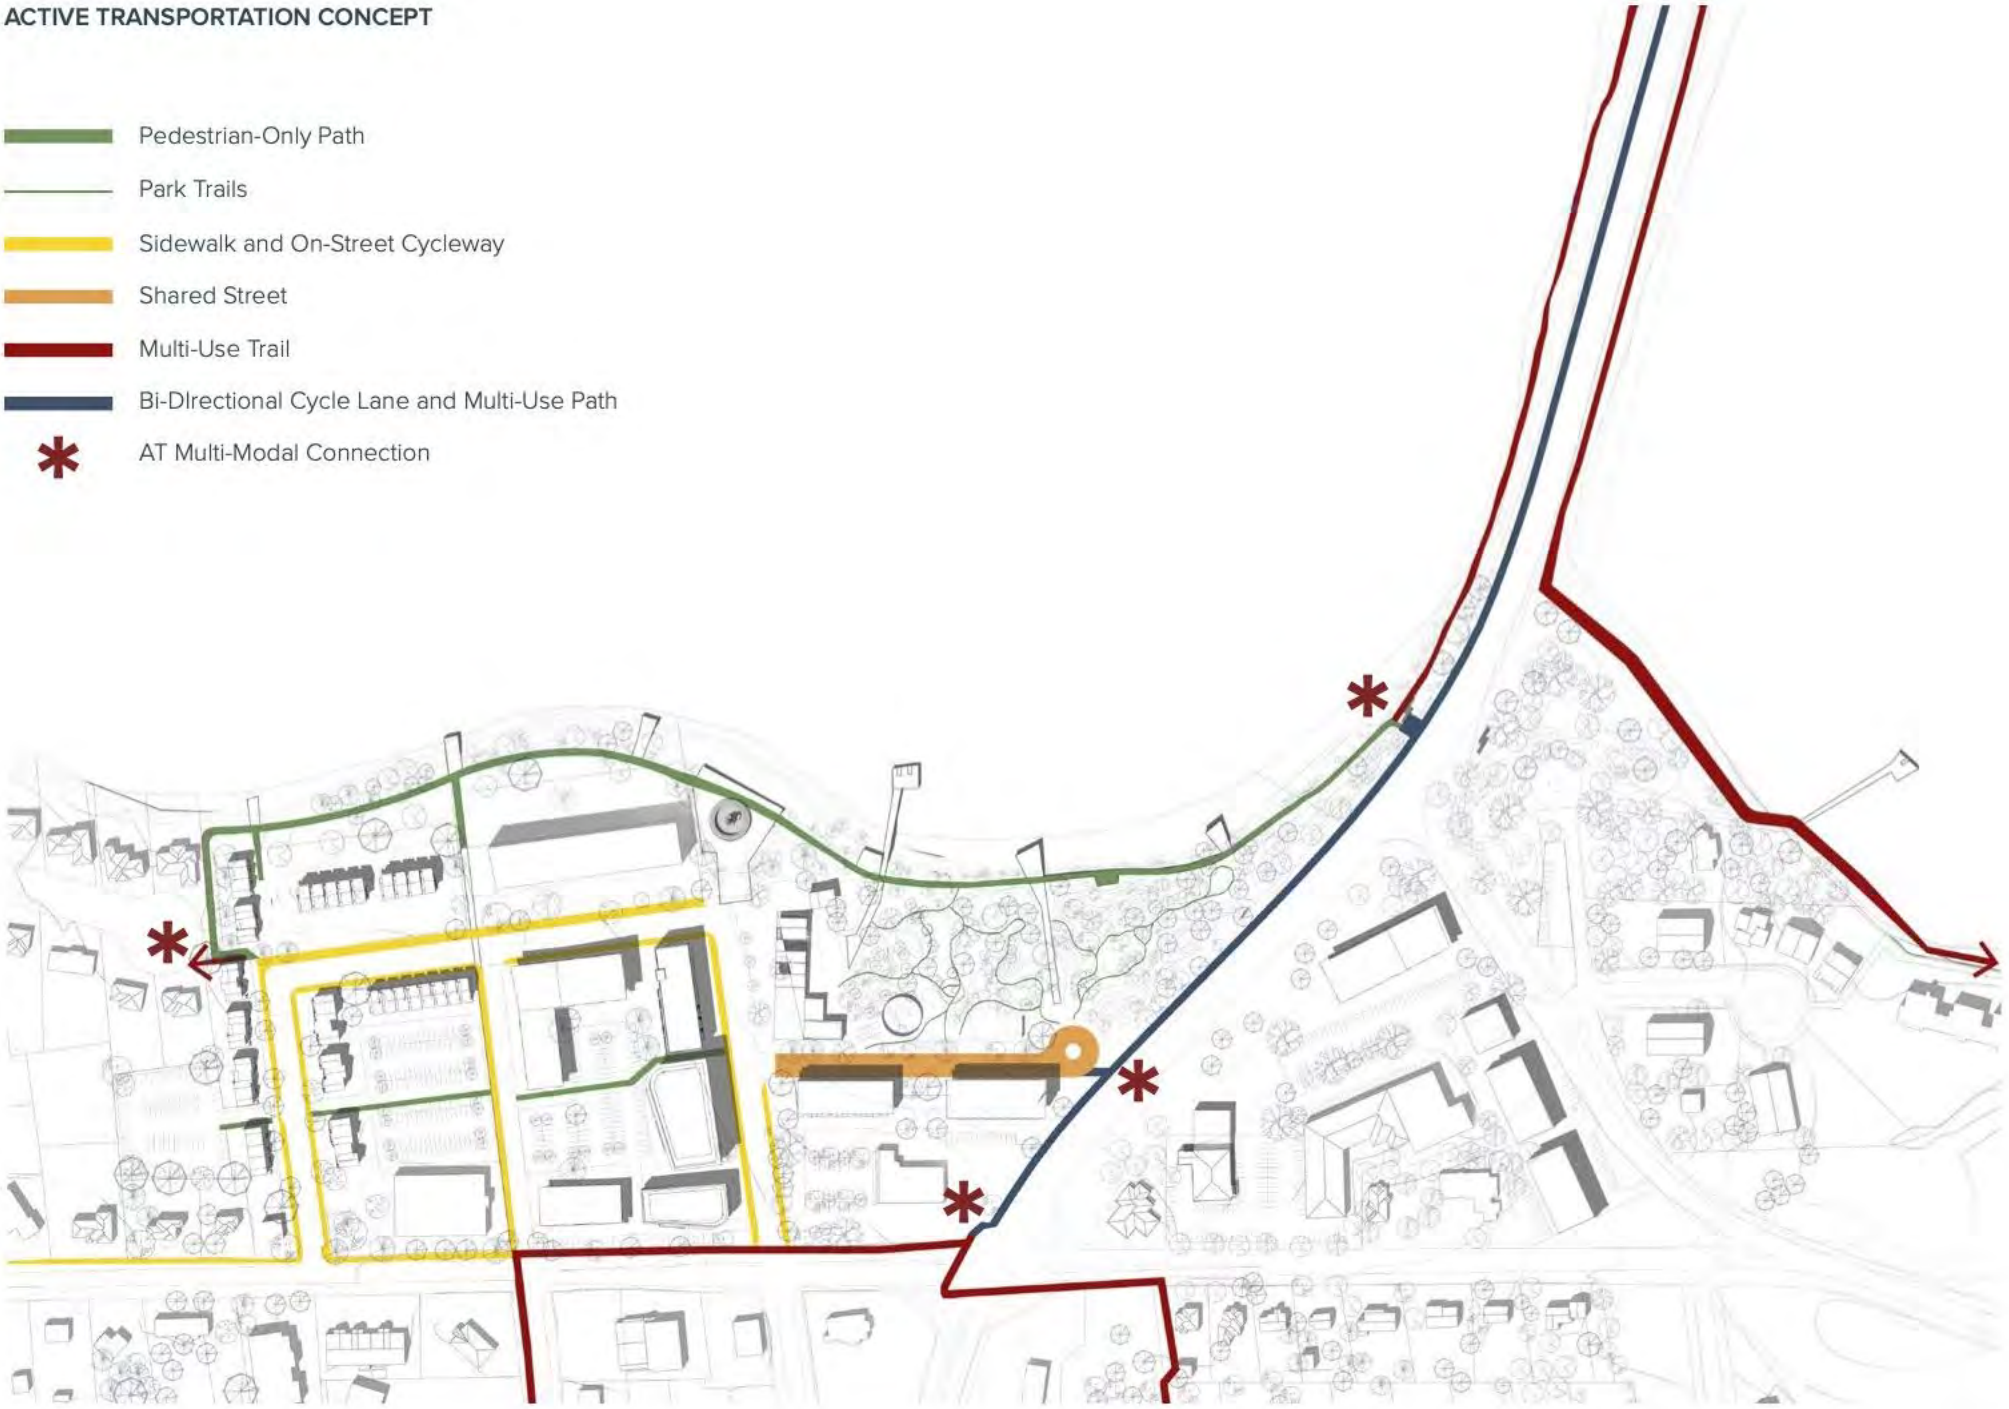 ACTIVE TRANSPORTATION CONCEPT
Pedestrian-Only Path
Park Trails
Sidewalk and On-Street Cycleway
Shared Street
Multi-Use Trail
Bi-DIrectional Cycle Lane and Multi-Use Path
AT Multi-Modal Connection